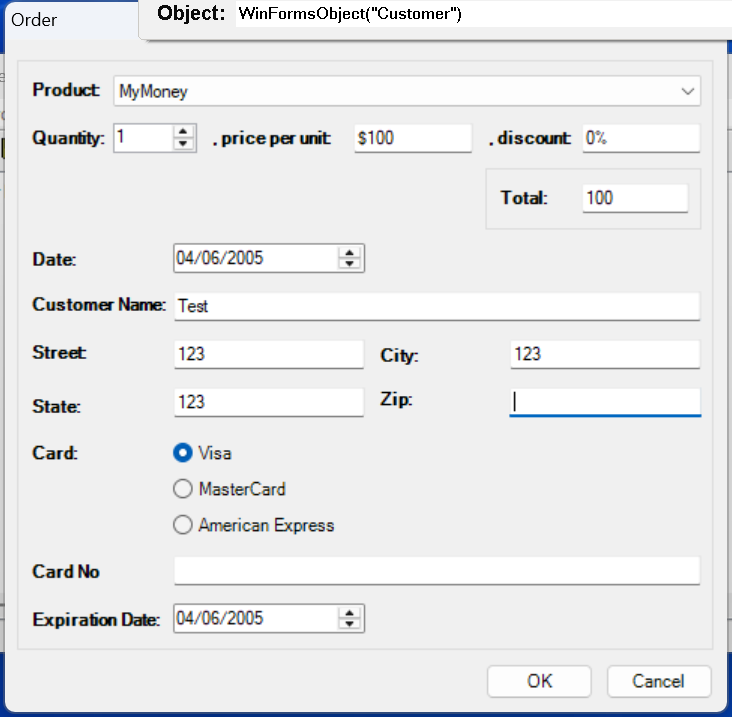 Order
Object: WinFormsObject("Customer")
Product: MyMoney
Quantity: 1 , price per unit: $100 , discount: 0%
Total: 100
Date: 04/06/2005
Customer Name: Test
Street: 123 City: 123
State: 123 Zip:
Card: Visa
MasterCard
American Express
Card No
Expiration Date: 04/06/2005
OK Cancel